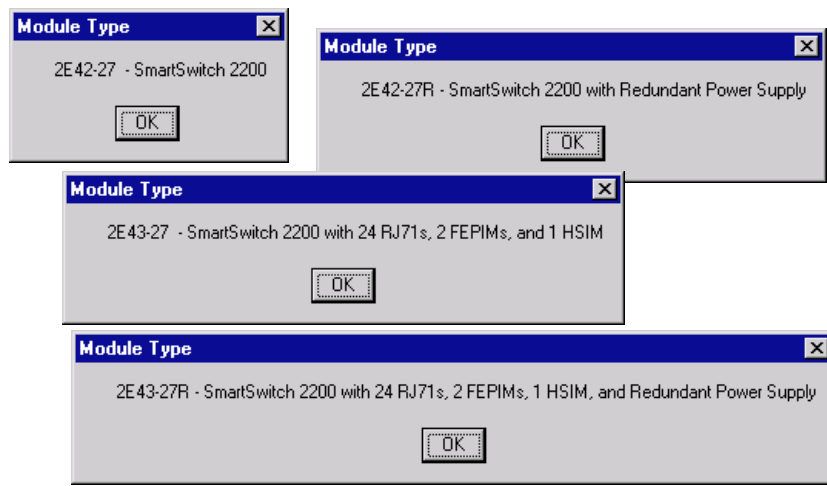 Module Type
2E42-27 - SmartSwitch 2200
OK
Module Type
2E42-27R - SmartSwitch 2200 with Redundant Power Supply
OK
Module Type
2E43-27 - SmartSwitch 2200 with 24 RJ71s, 2 FEPIMs, and 1 HSIM
OK
Module Type
2E43-27R - SmartSwitch 2200 with 24 RJ71s, 2 FEPIMs, 1 HSIM, and Redundant Power Supply
OK